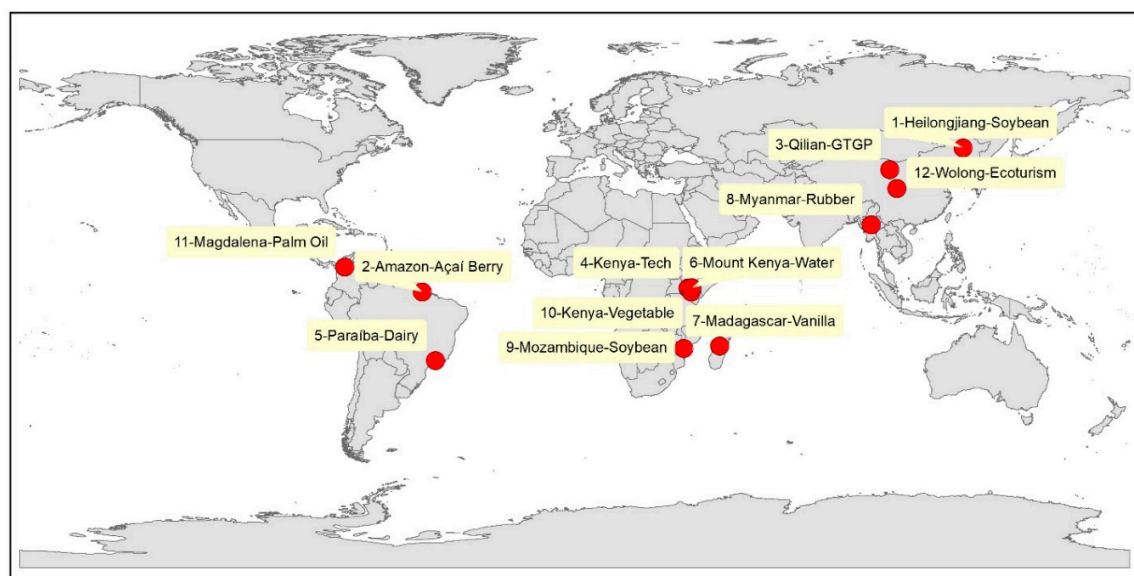 1-Heilongjiang-Soybean
3-Qilian-GTGP
12-Wolong-Ecoturism
8-Myanmar-Rubber
11-Magdalena-Palm Oil
2-Amazon-Açaí Berry
4-Kenya-Tech
6-Mount Kenya-Water
10-Kenya-Vegetable
7-Madagascar-Vanilla
5-Paraíba-Dairy
9-Mozambique-Soybean